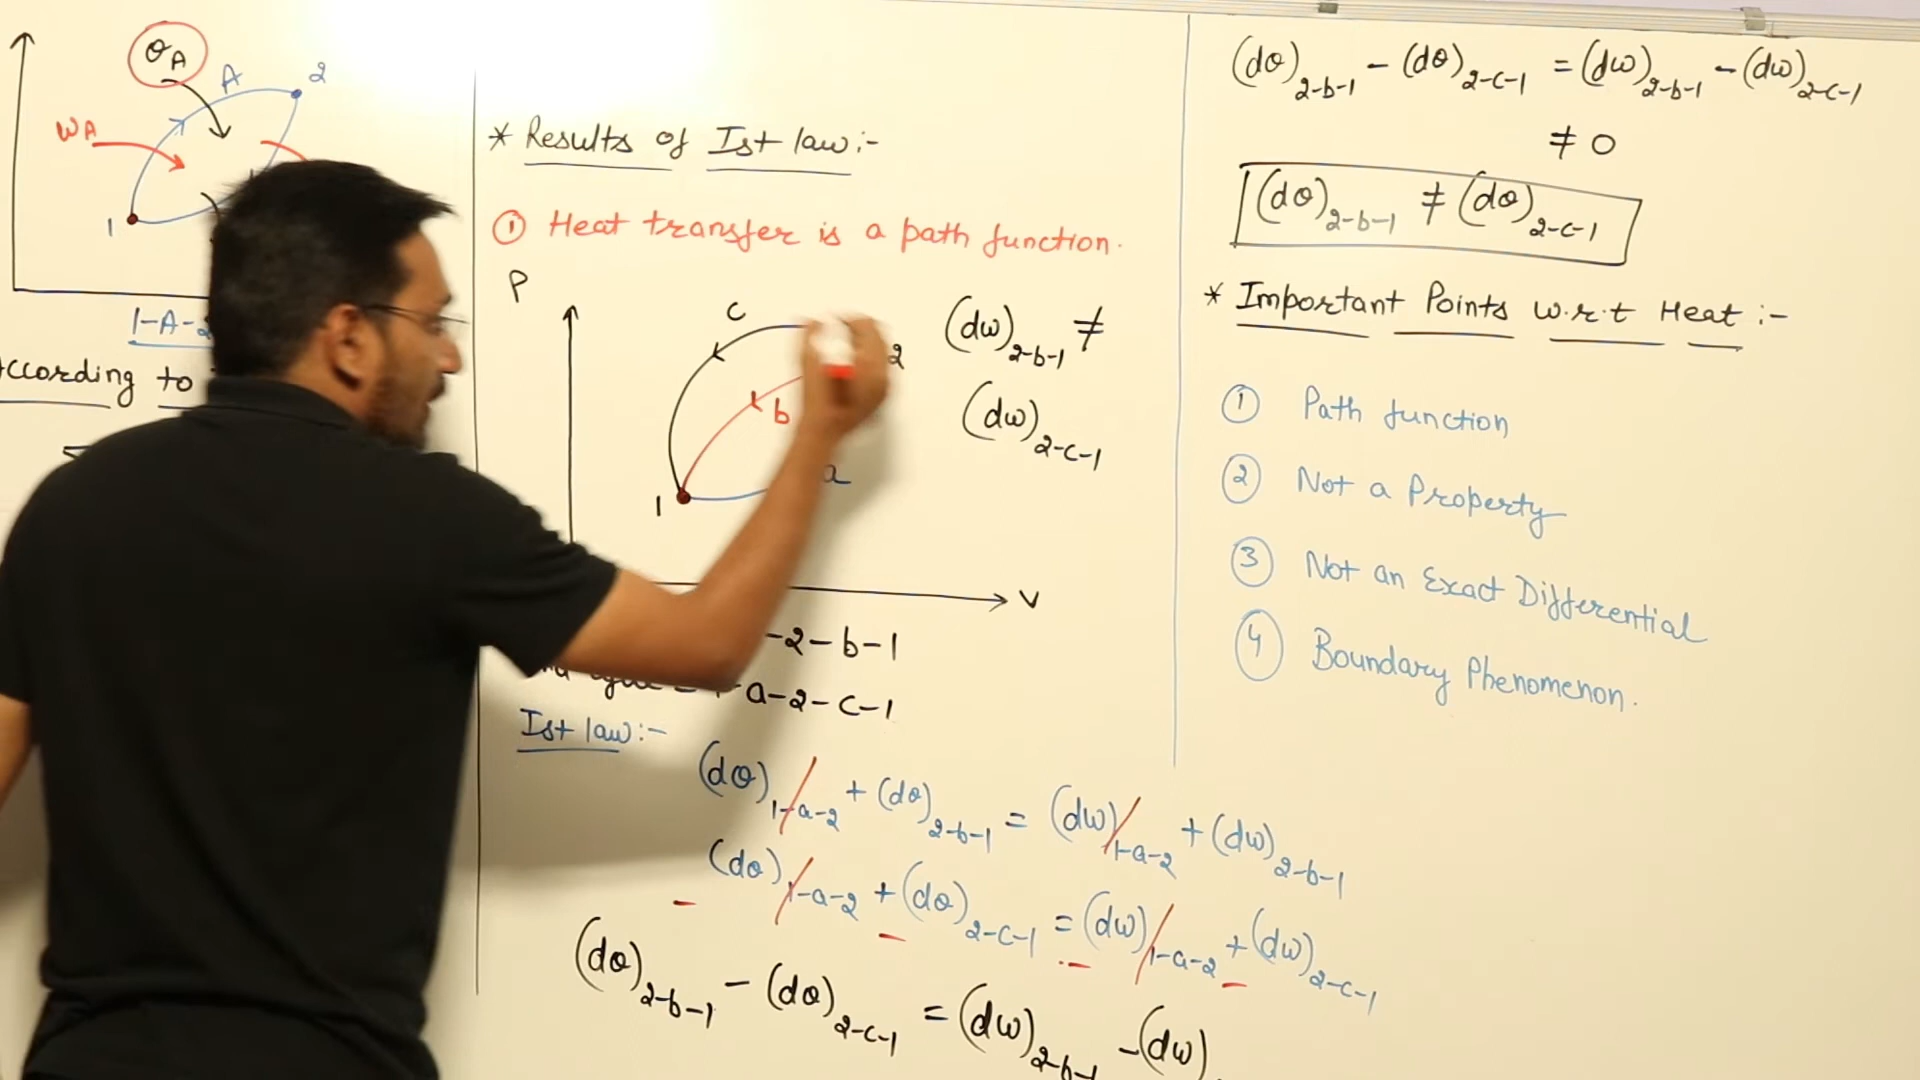 QA
A
2
WA
1
1-A-2
According to
* Results of Ist law:-
① Heat transfer is a path function.
P
c
2
b
a
1
V
(dw)2-b-1 ≠
(dw)2-c-1
-2-b-1
cycle = 1-a-2-c-1
Ist law:-
(dQ)1-a-2 + (dQ)2-b-1 = (dw)1-a-2 + (dw)2-b-1
(dQ)1-a-2 + (dQ)2-c-1 = (dw)1-a-2 + (dw)2-c-1
(dQ)2-b-1 - (dQ)2-c-1 = (dw)2-b-1 - (dw)
(dQ)2-b-1 - (dQ)2-c-1 = (dw)2-b-1 - (dw)2-c-1
≠ 0
(dQ)2-b-1 ≠ (dQ)2-c-1
* Important Points w.r.t Heat :-
① Path function
② Not a Property
③ Not an Exact Differential
④ Boundary Phenomenon.